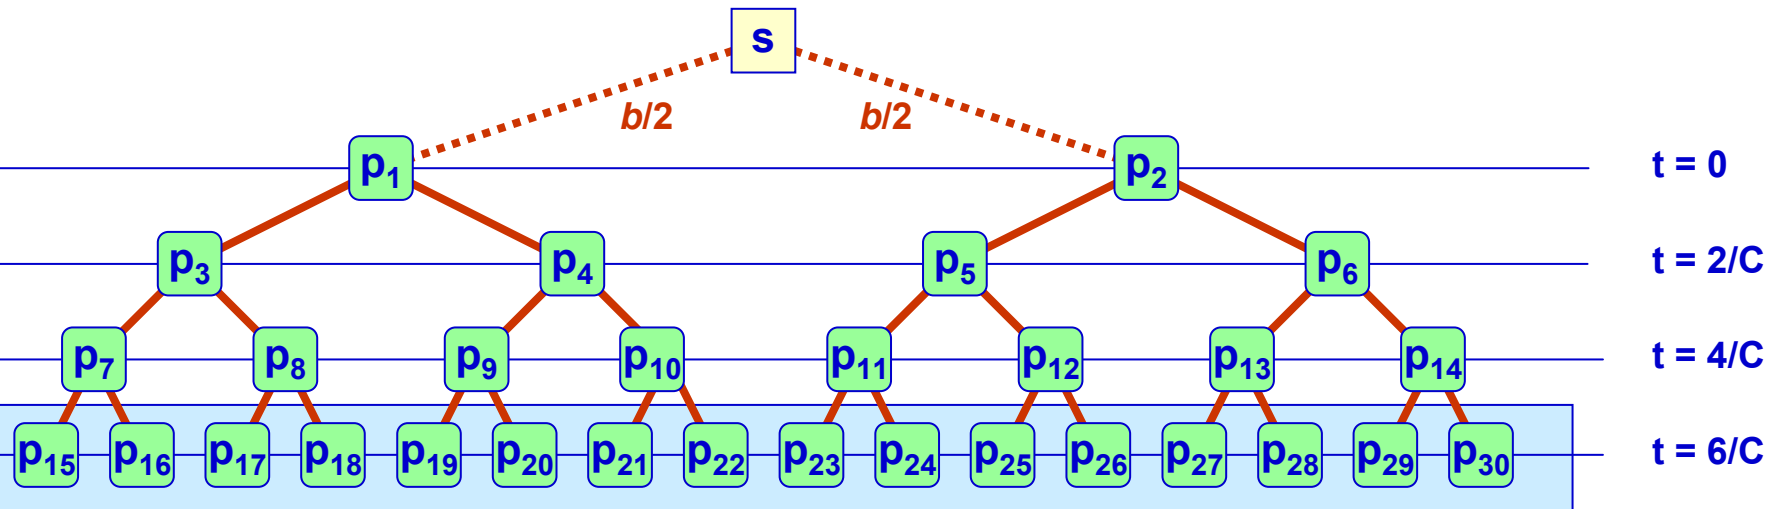 s
b/2 b/2
p1 p2 t = 0
p3 p4 p5 p6 t = 2/C
p7 p8 p9 p10 p11 p12 p13 p14 t = 4/C
p15 p16 p17 p18 p19 p20 p21 p22 p23 p24 p25 p26 p27 p28 p29 p30 t = 6/C